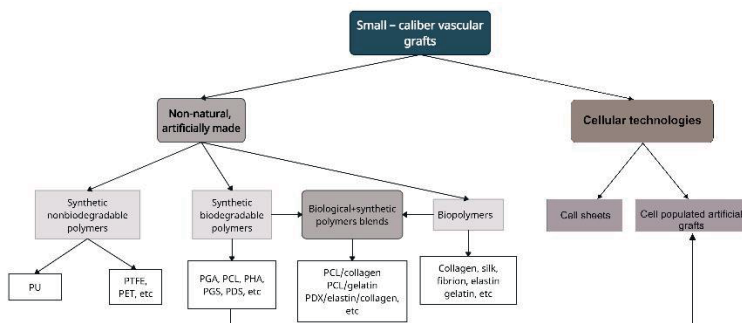 Small – caliber vascular
grafts
Non-natural,
artificially made
Cellular technologies
Synthetic
nonbiodegradable
polymers
Synthetic
biodegradable
polymers
Biological+synthetic
polymers blends
Biopolymers
Cell sheets
Cell populated artificial
grafts
PU
PTFE,
PET, etc
PGA, PCL, PHA,
PGS, PDS, etc
PCL/collagen
PCL/gelatin
PDX/elastin/collagen,
etc
Collagen, silk,
fibrion, elastin
gelatin, etc